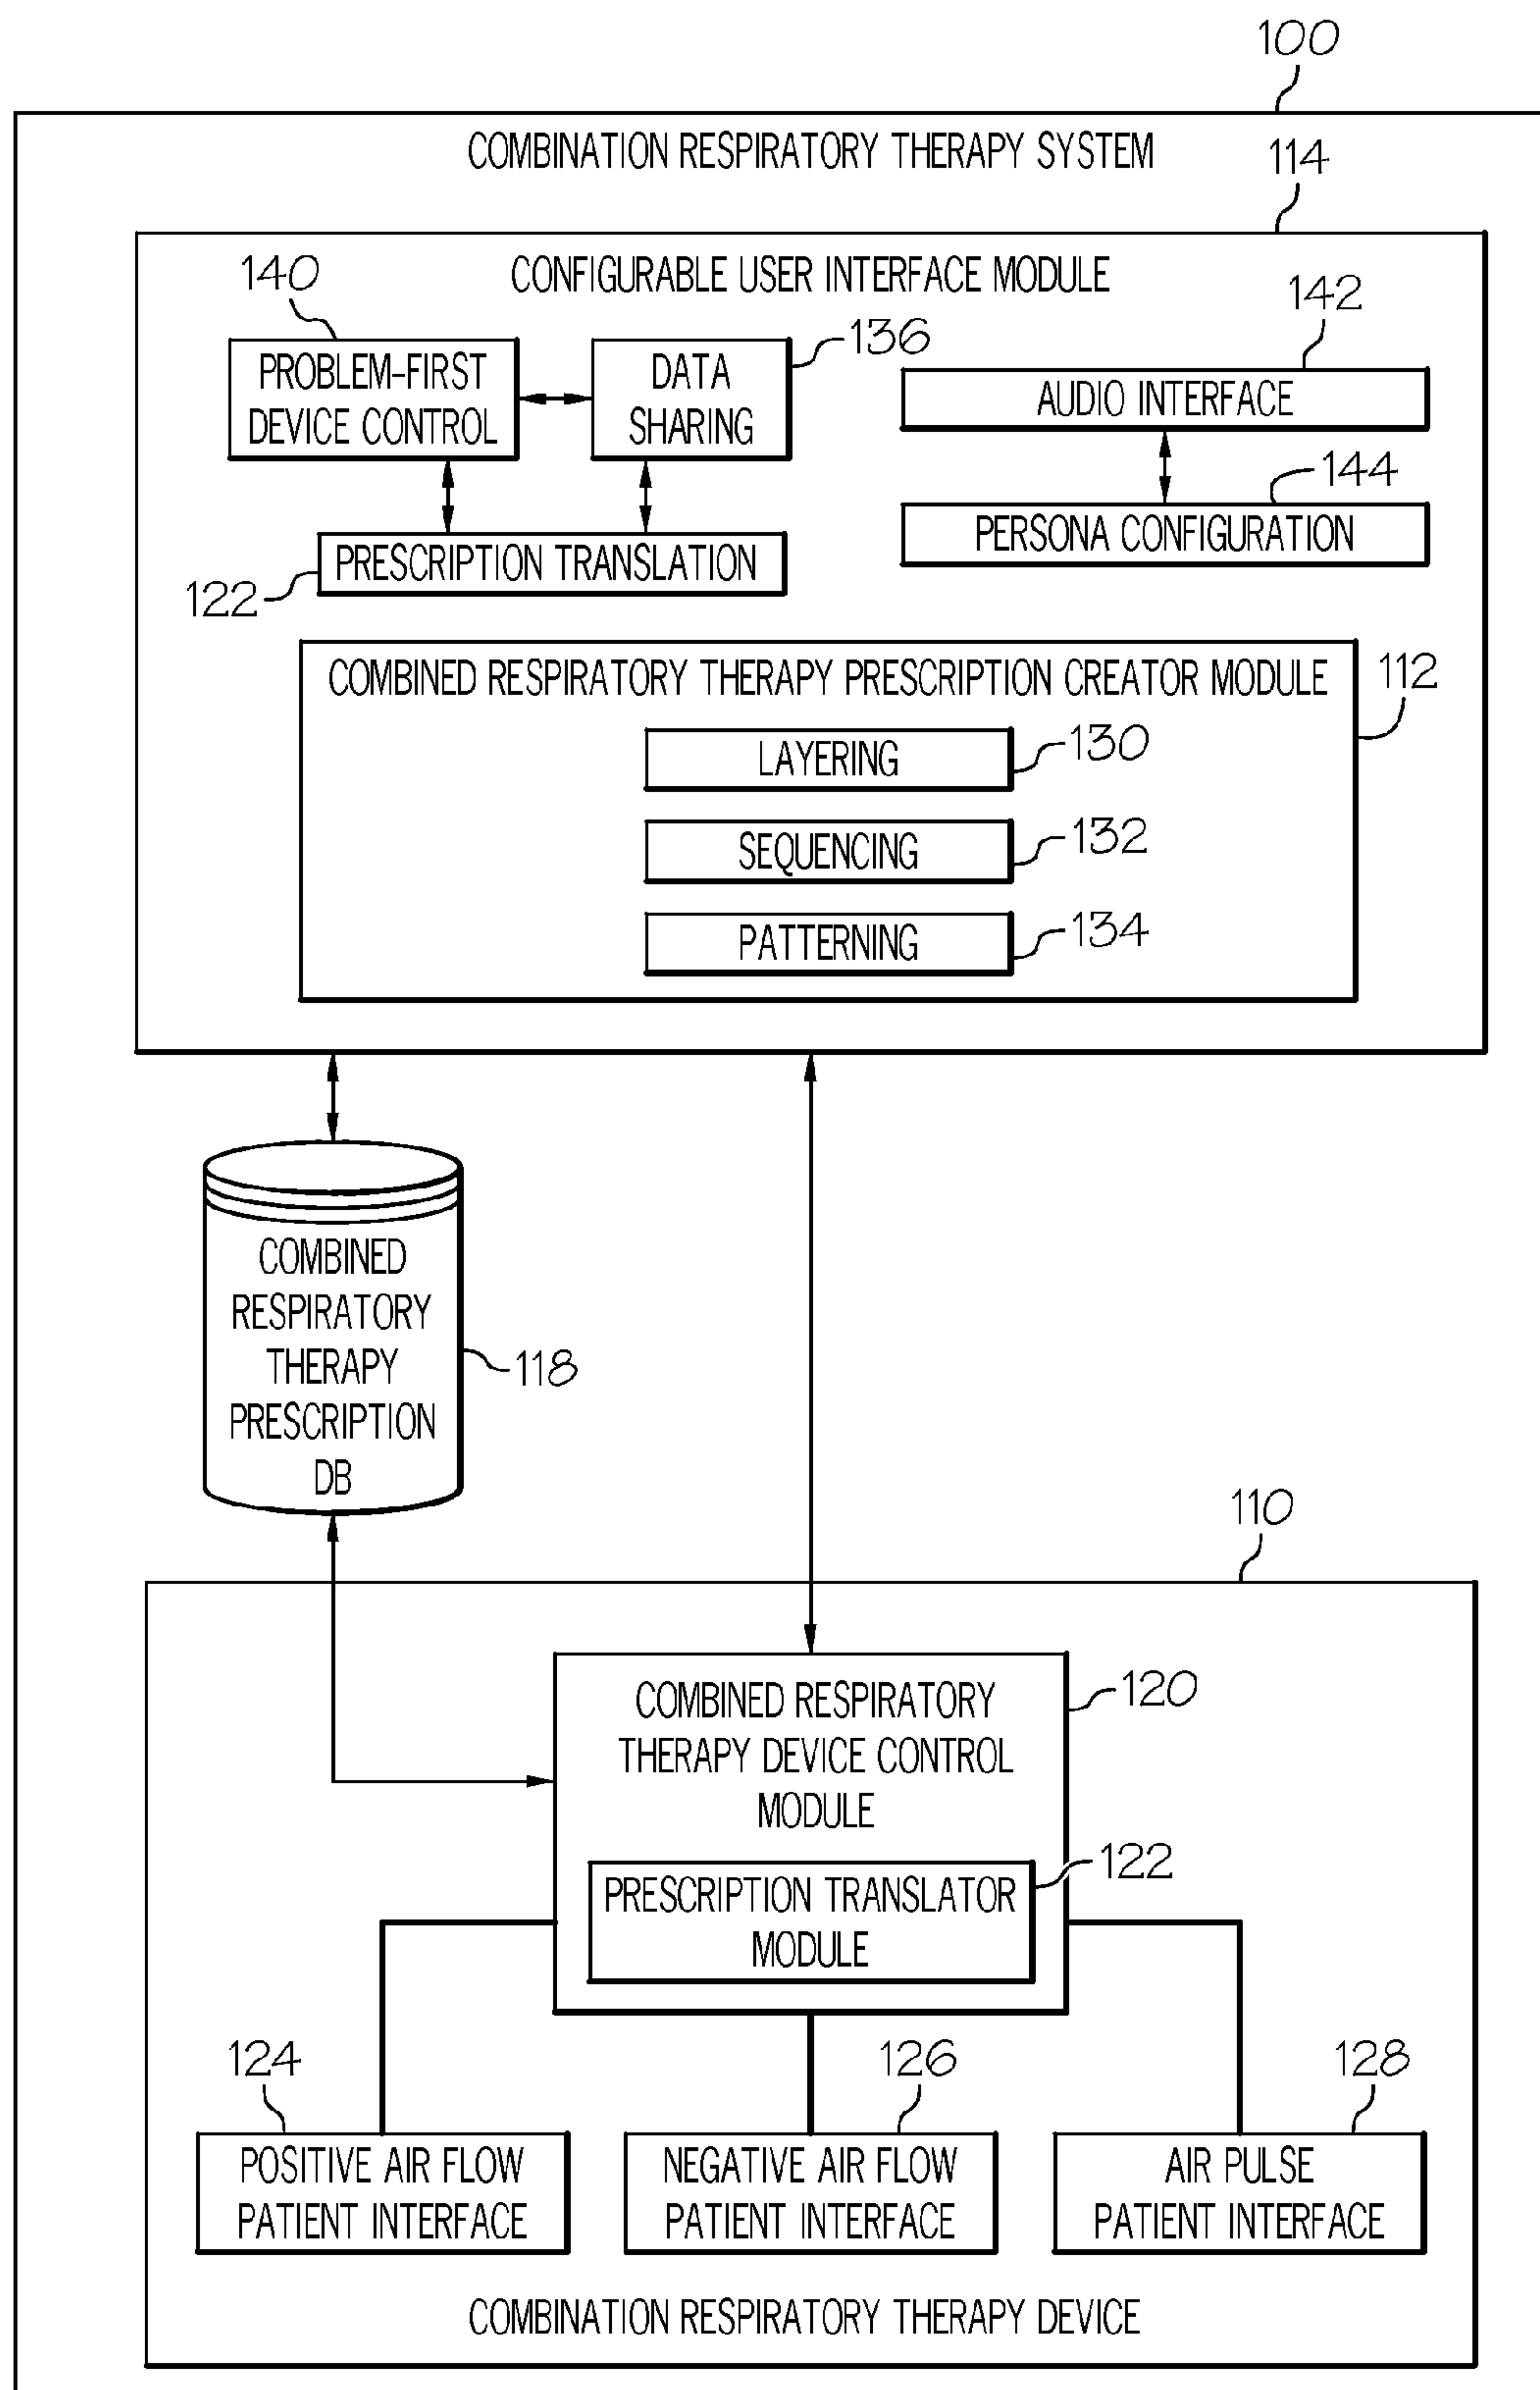 100
COMBINATION RESPIRATORY THERAPY SYSTEM
114
CONFIGURABLE USER INTERFACE MODULE
140
PROBLEM-FIRST
DEVICE CONTROL
DATA
SHARING
136
142
AUDIO INTERFACE
144
PERSONA CONFIGURATION
PRESCRIPTION TRANSLATION
122
COMBINED RESPIRATORY THERAPY PRESCRIPTION CREATOR MODULE
112
LAYERING
130
SEQUENCING
132
PATTERNING
134
COMBINED
RESPIRATORY
THERAPY
PRESCRIPTION
DB
118
110
COMBINED RESPIRATORY
THERAPY DEVICE CONTROL
MODULE
120
PRESCRIPTION TRANSLATOR
MODULE
122
124
POSITIVE AIR FLOW
PATIENT INTERFACE
126
NEGATIVE AIR FLOW
PATIENT INTERFACE
128
AIR PULSE
PATIENT INTERFACE
COMBINATION RESPIRATORY THERAPY DEVICE